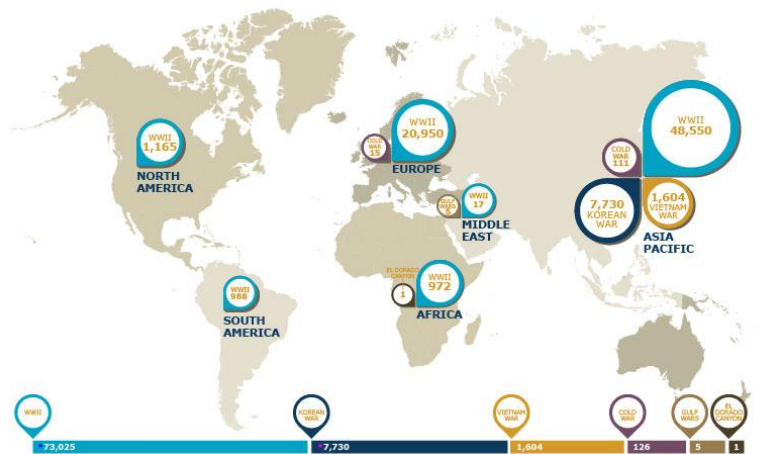 WWII
1,165
NORTH
AMERICA
WWII
988
SOUTH
AMERICA
COLD
WAR
15
WWII
20,950
EUROPE
GULF
WARS
5
WWII
17
MIDDLE
EAST
EL DORADO
CANYON
1
WWII
972
AFRICA
COLD
WAR
111
WWII
48,550
7,730
KOREAN
WAR
1,604
VIETNAM
WAR
ASIA
PACIFIC
WWII
KOREAN
WAR
VIETNAM
WAR
COLD
WAR
GULF
WARS
EL
DORADO
CANYON
*73,025
*7,730
1,604
126
5
1